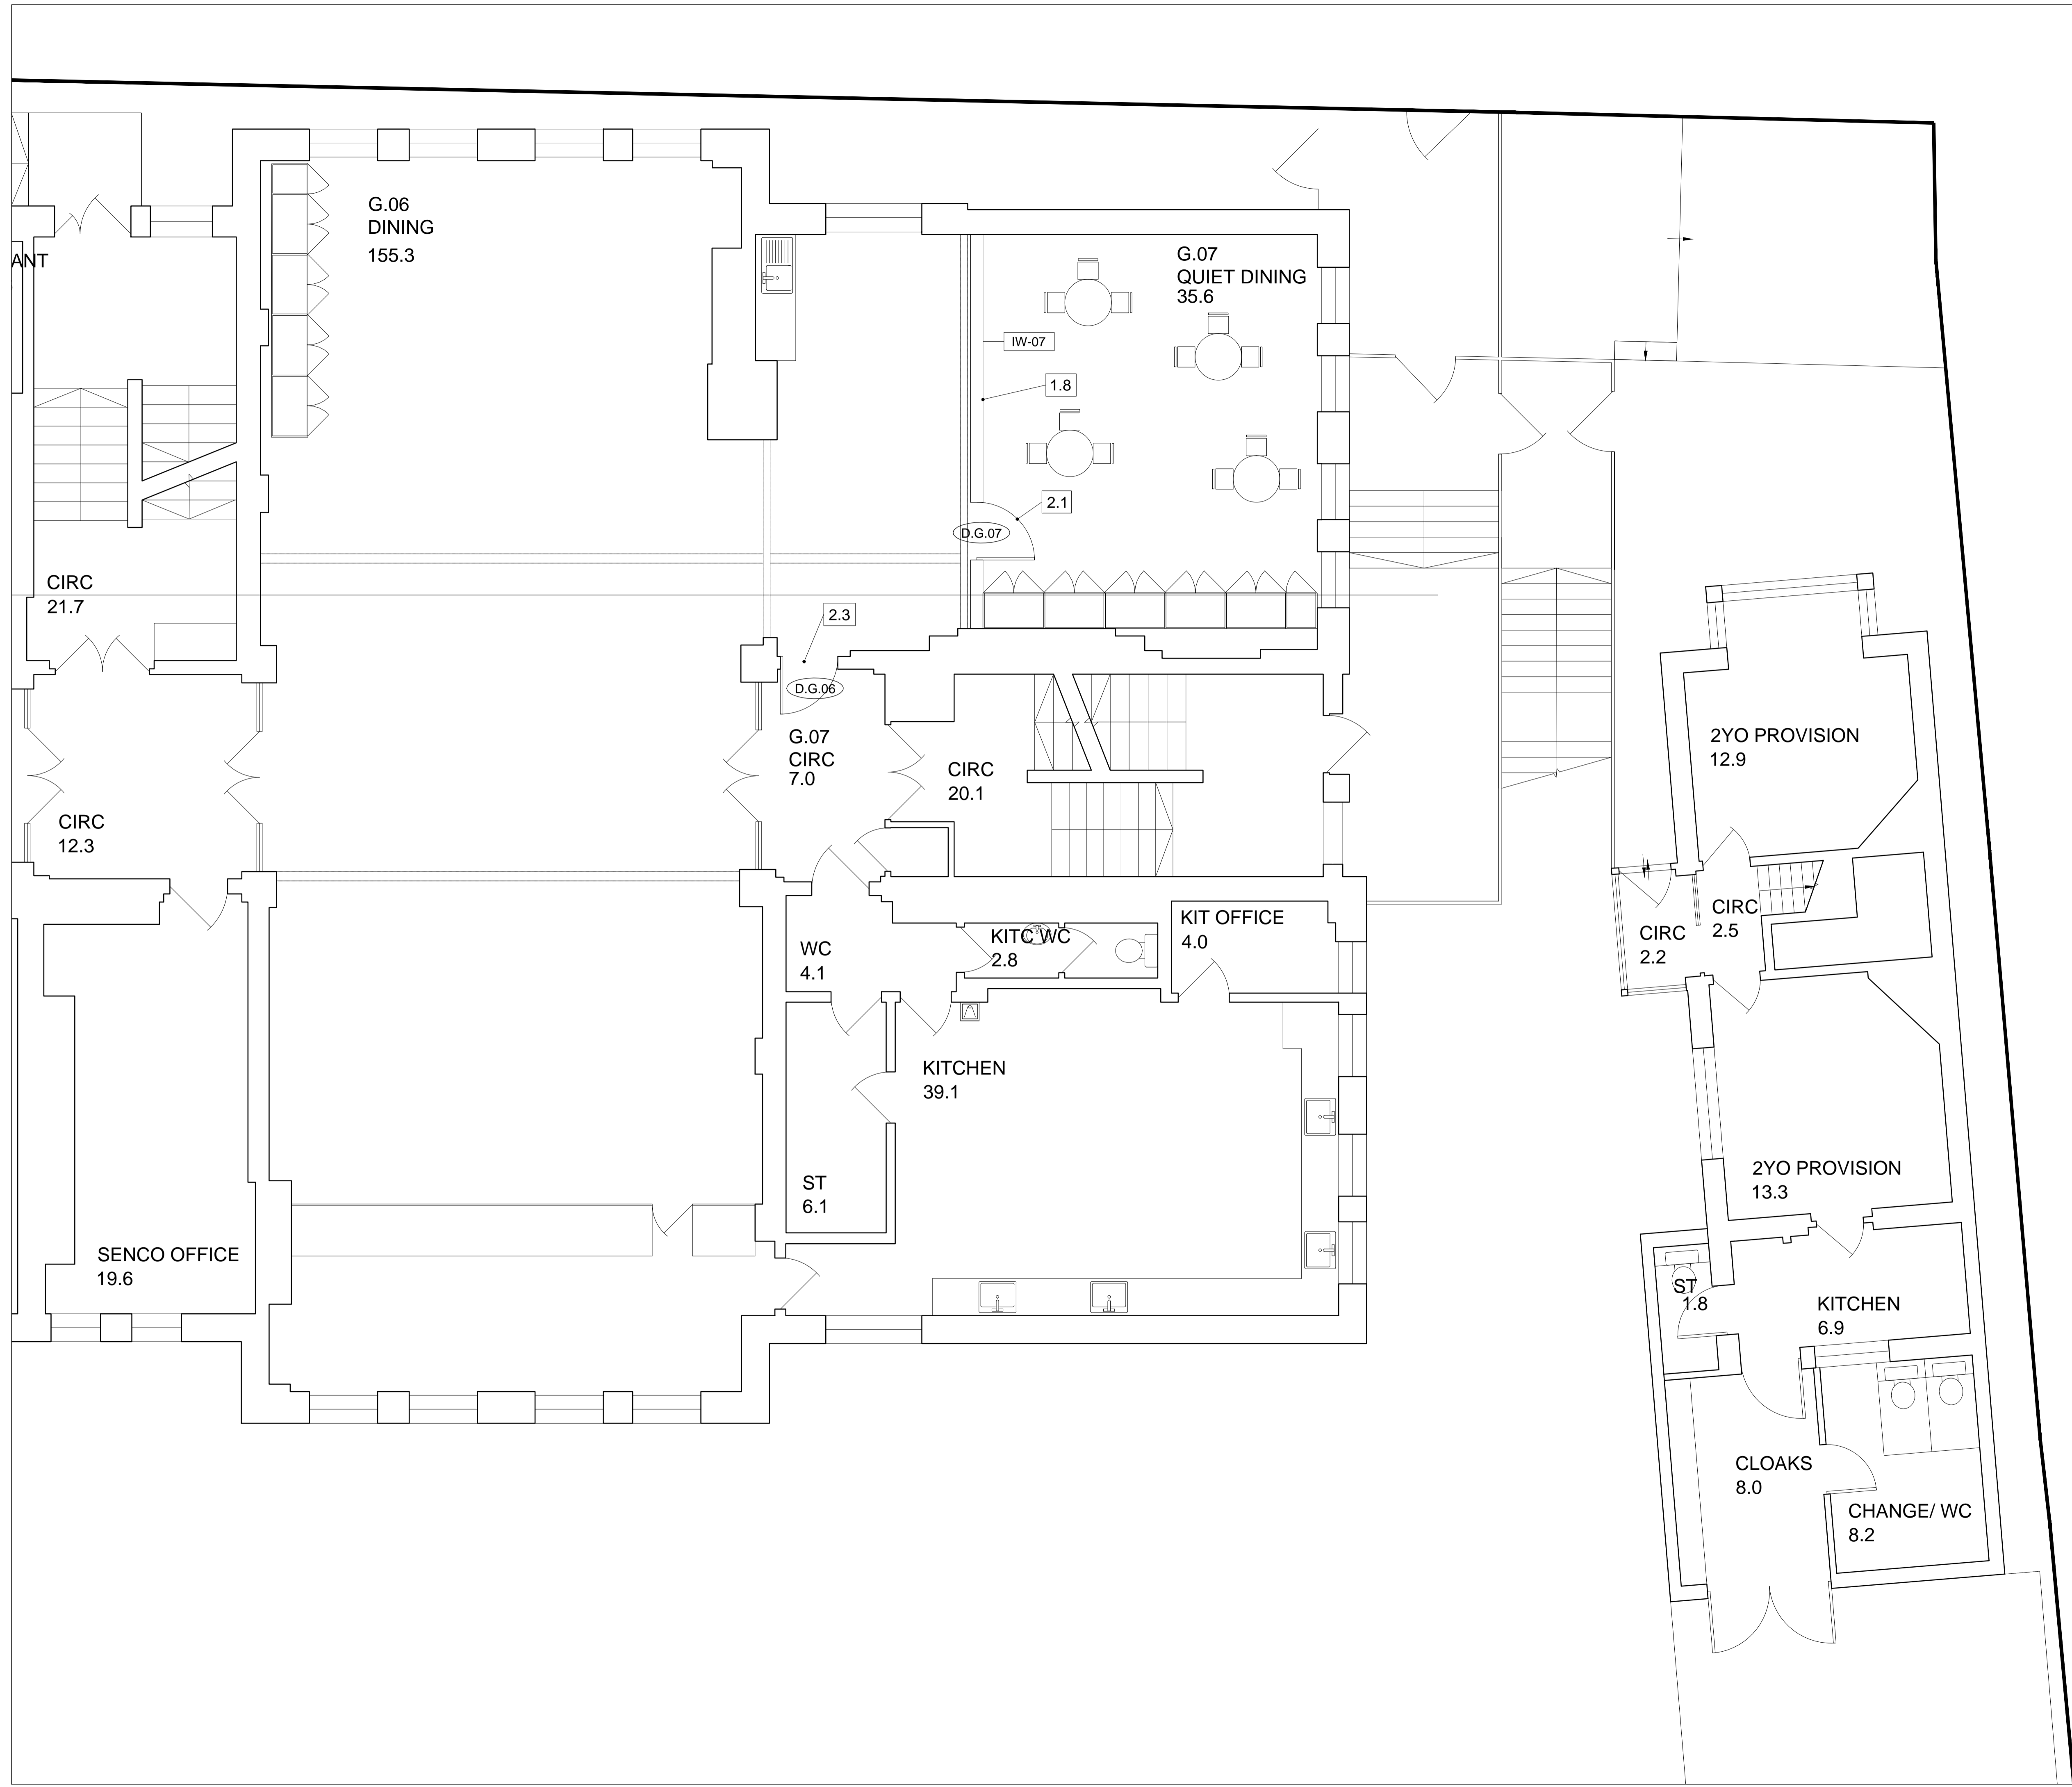 G.06
DINING
155.3
ANT
G.07
QUIET DINING
35.6
IW-07
1.8
2.1
D.G.07
CIRC
21.7
2.3
D.G.06
G.07
CIRC
7.0
CIRC
20.1
2YO PROVISION
12.9
CIRC
12.3
CIRC
2.5
CIRC
2.2
KIT OFFICE
4.0
KITC WC
2.8
WC
4.1
KITCHEN
39.1
2YO PROVISION
13.3
ST
6.1
SENCO OFFICE
19.6
ST
1.8
KITCHEN
6.9
CLOAKS
8.0
CHANGE/ WC
8.2